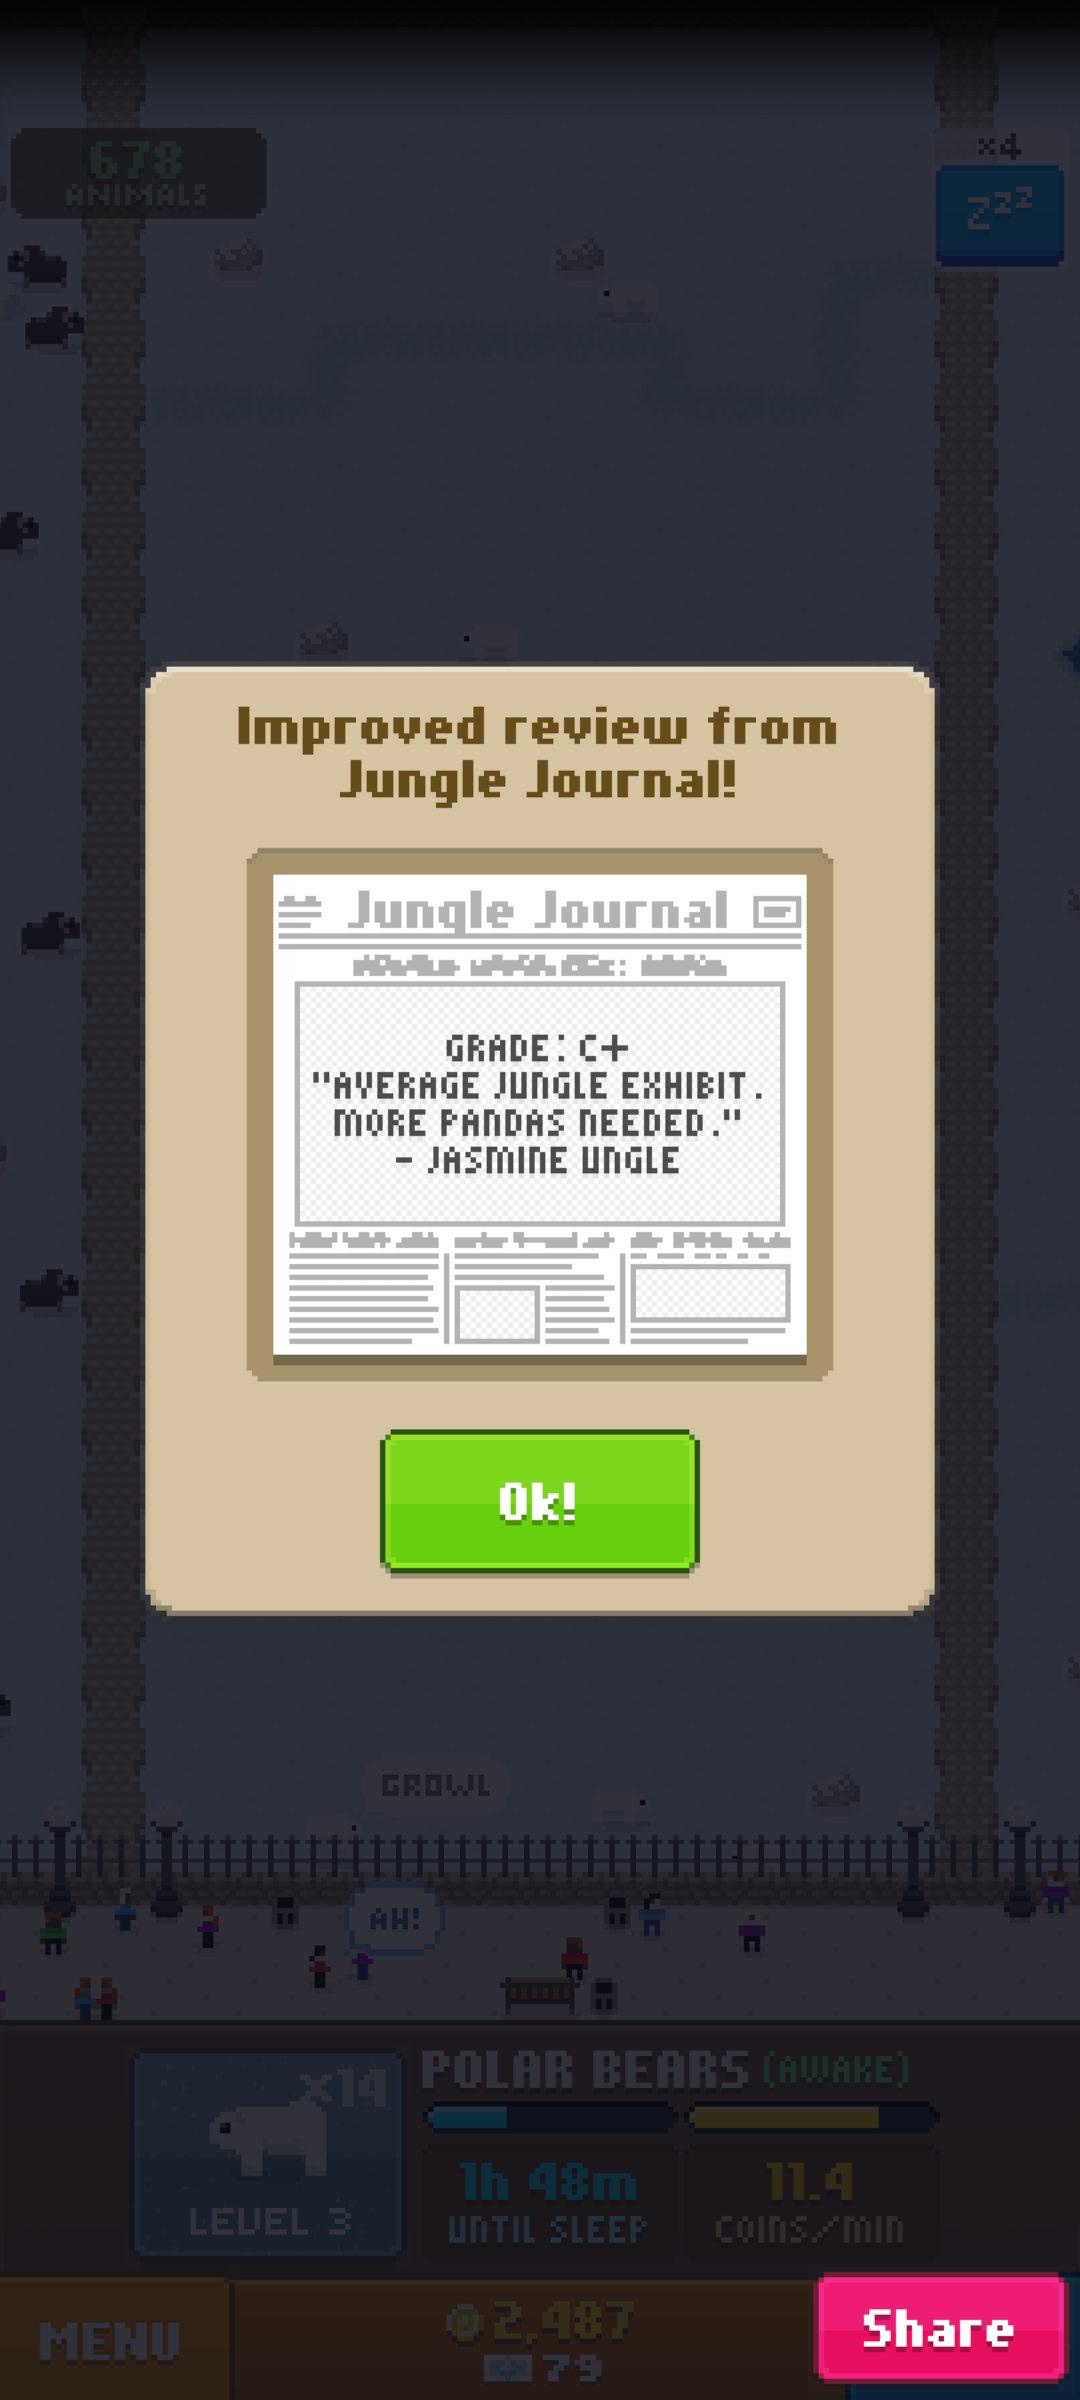 678
ANIMALS
×4
zzz
Improved review from
Jungle Journal!
Jungle Journal
GRADE: C+
"AVERAGE JUNGLE EXHIBIT.
MORE PANDAS NEEDED."
- JASMINE UNGLE
Ok!
GROWL
AH!
x14
LEVEL 3
POLAR BEARS (AWAKE)
1h 48m
UNTIL SLEEP
11.4
COINS/MIN
MENU
2,487
79
Share